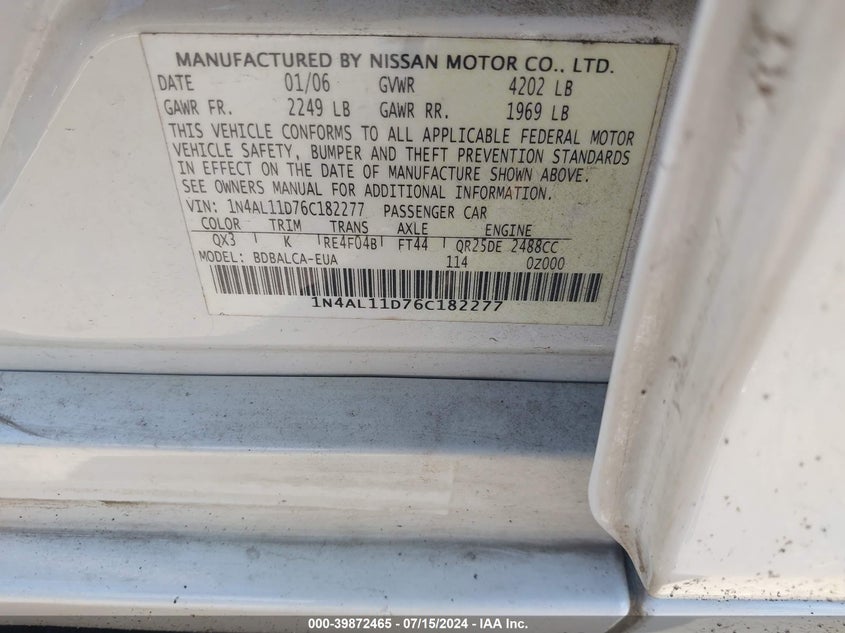 MANUFACTURED BY NISSAN MOTOR CO., LTD.
DATE 01/06 GVWR 4202 LB
GAWR FR. 2249 LB GAWR RR. 1969 LB
THIS VEHICLE CONFORMS TO ALL APPLICABLE FEDERAL MOTOR
VEHICLE SAFETY, BUMPER AND THEFT PREVENTION STANDARDS
IN EFFECT ON THE DATE OF MANUFACTURE SHOWN ABOVE.
SEE OWNERS MANUAL FOR ADDITIONAL INFORMATION.
VIN: 1N4AL11D76C182277 PASSENGER CAR
COLOR TRIM TRANS AXLE ENGINE
QX3 K RE4F04B FT44 QR25DE 2488CC
MODEL: BDBALCA-EUA 114 0Z000
1N4AL11D76C182277
000-39872465 - 07/15/2024 - IAA Inc.